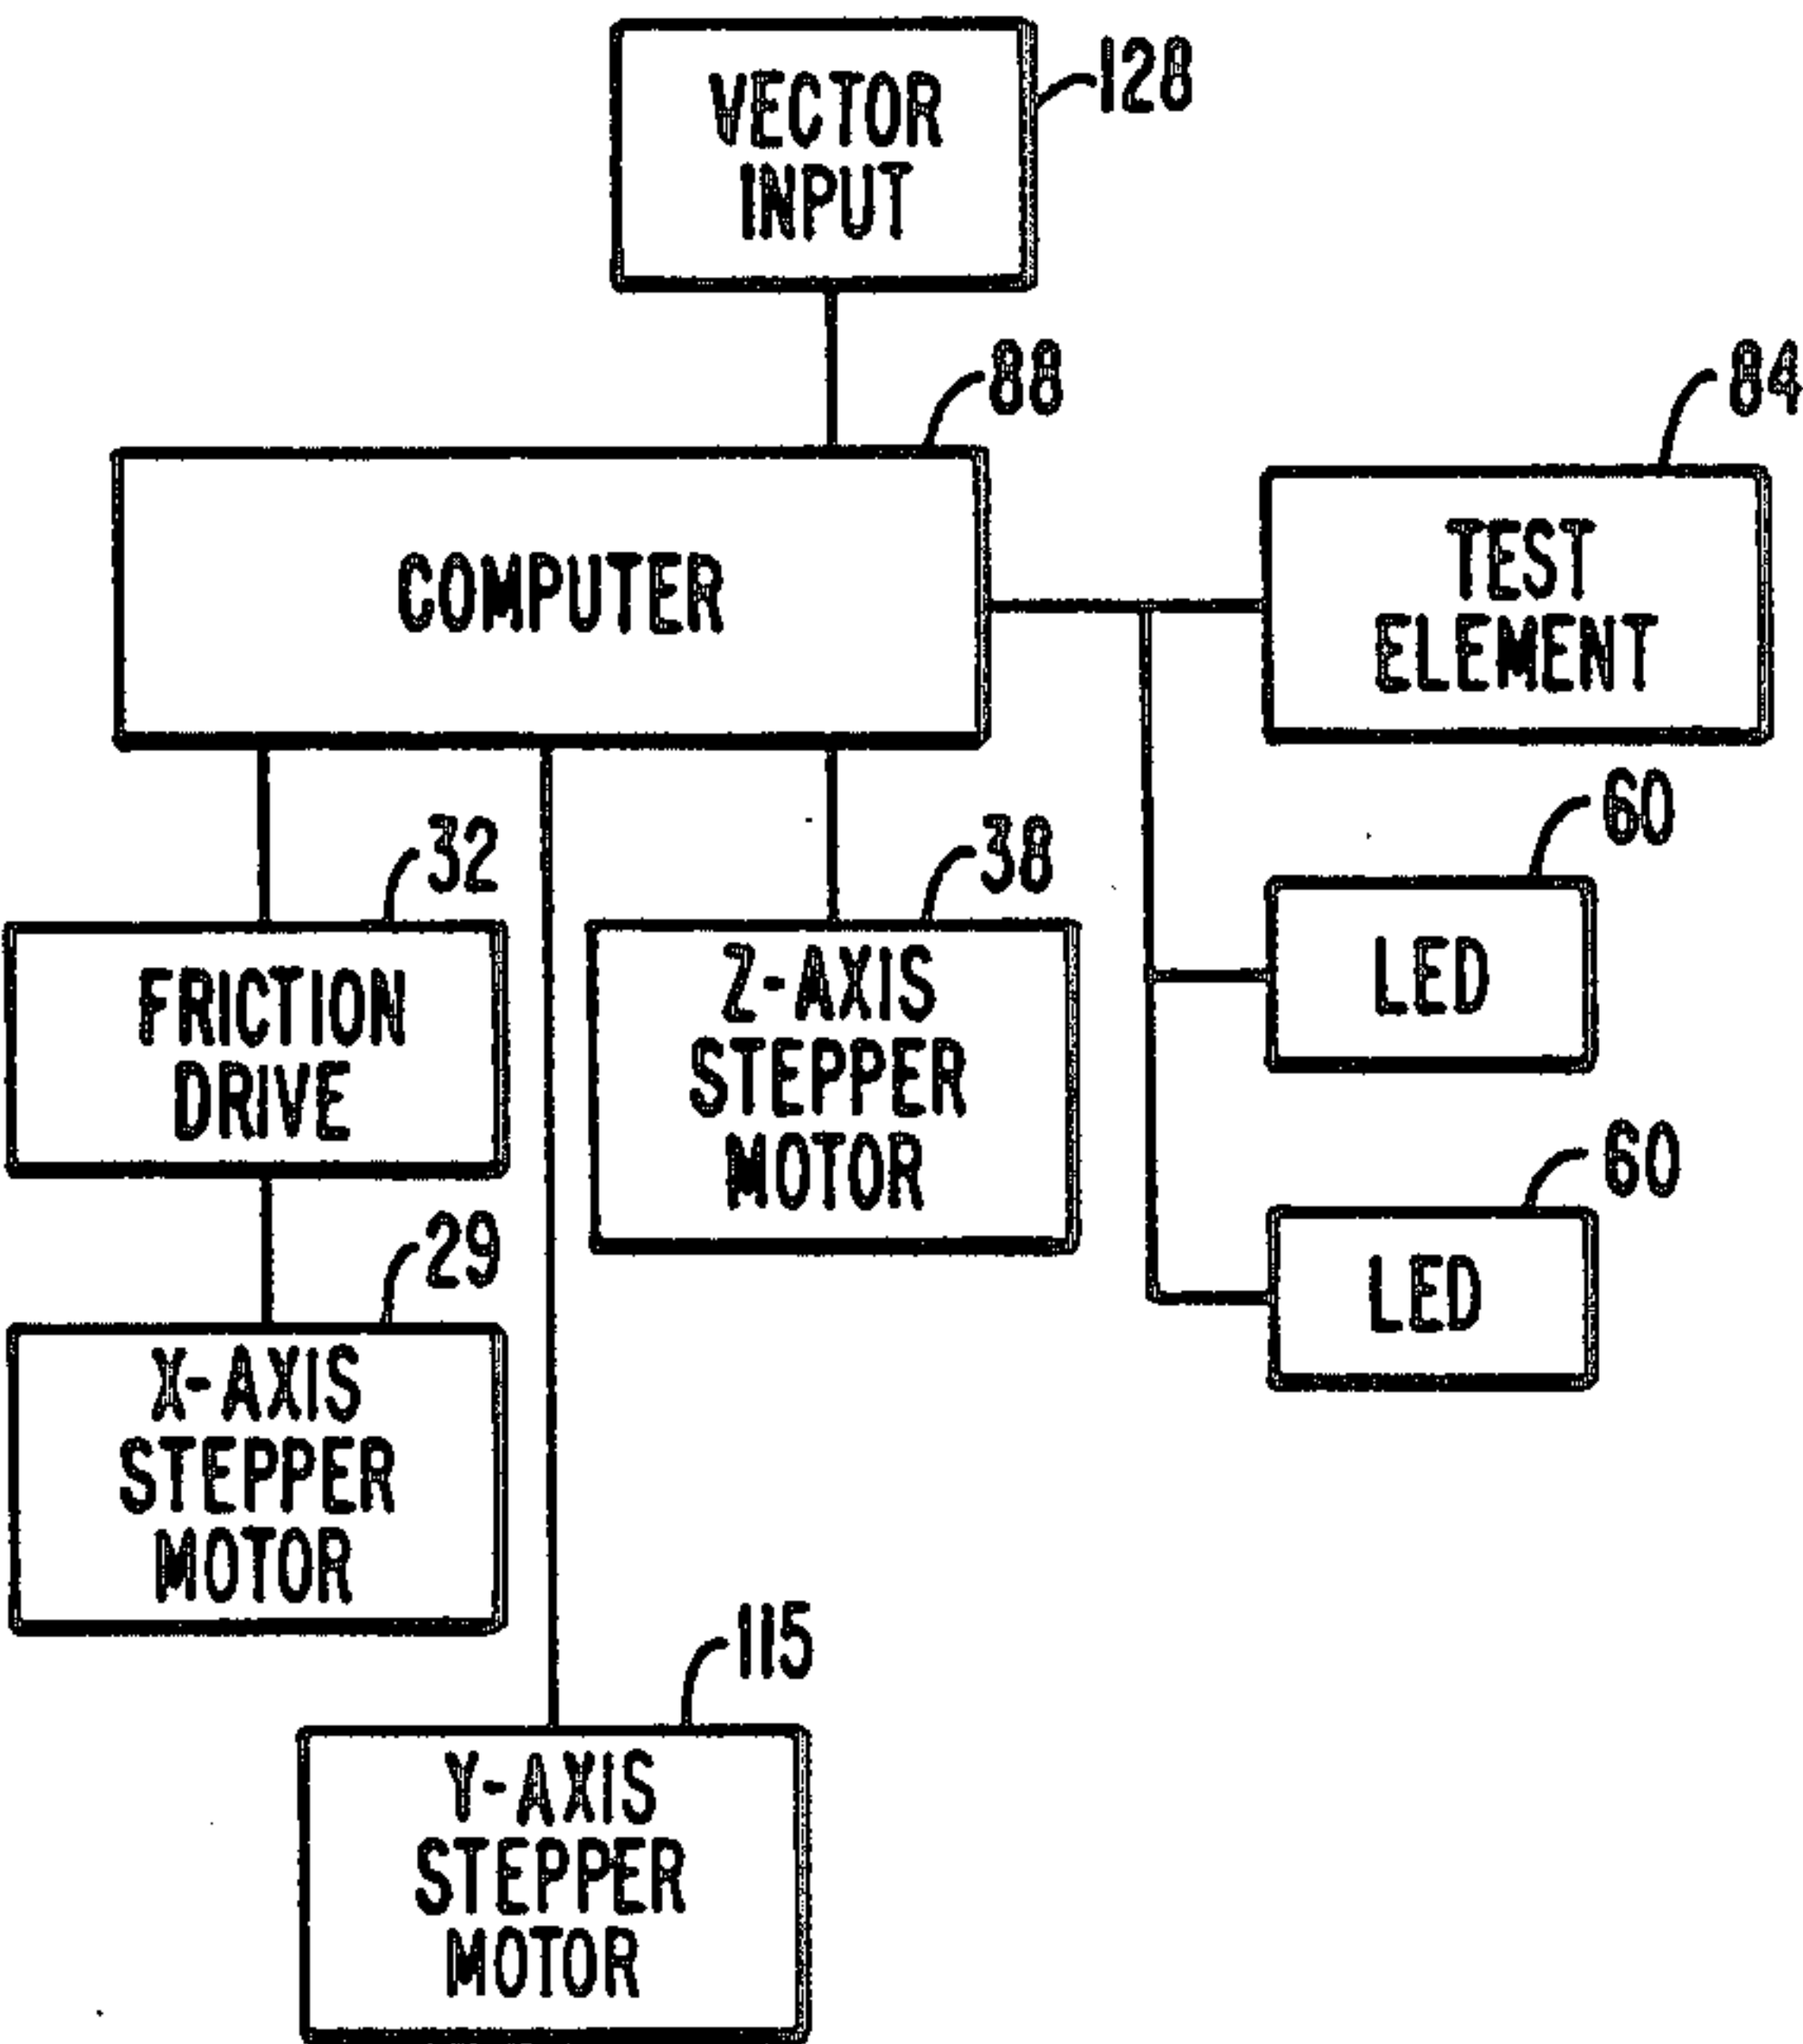 VECTOR
INPUT
128
88
COMPUTER
84
TEST
ELEMENT
32
FRICTION
DRIVE
38
Z-AXIS
STEPPER
MOTOR
60
LED
60
LED
29
X-AXIS
STEPPER
MOTOR
115
Y-AXIS
STEPPER
MOTOR